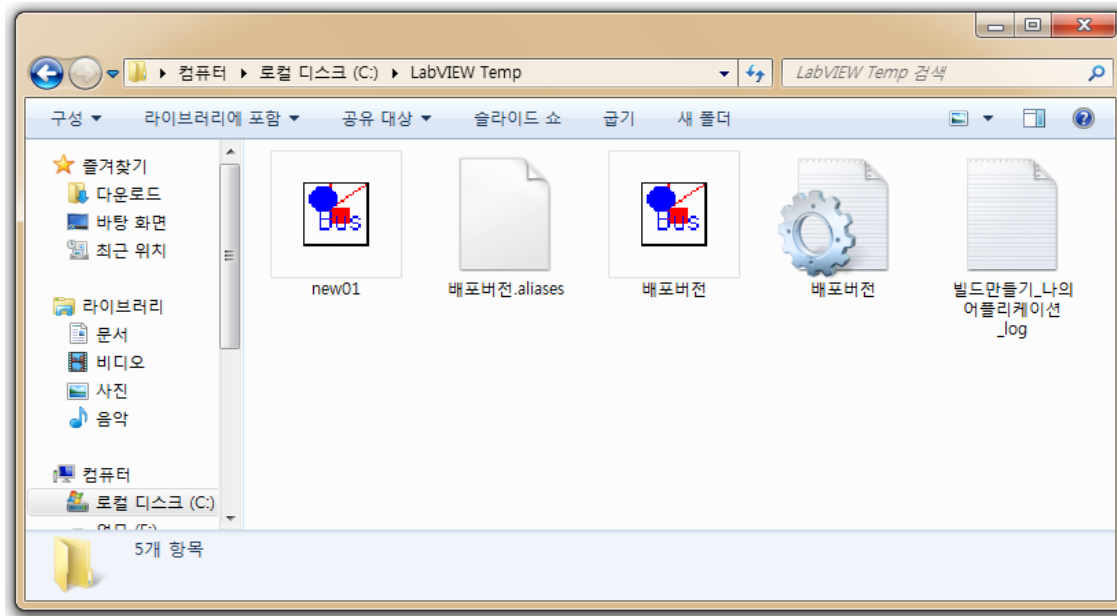 컴퓨터 ▸ 로컬 디스크 (C:) ▸ LabVIEW Temp
LabVIEW Temp 검색
구성 라이브러리에 포함 공유 대상 슬라이드 쇼 굽기 새 폴더
즐겨찾기
다운로드
바탕 화면
최근 위치
라이브러리
문서
비디오
사진
음악
컴퓨터
로컬 디스크 (C:)
Bus
new01
배포버전.aliases
Bus
배포버전
배포버전
빌드만들기_나의
어플리케이션
_log
5개 항목